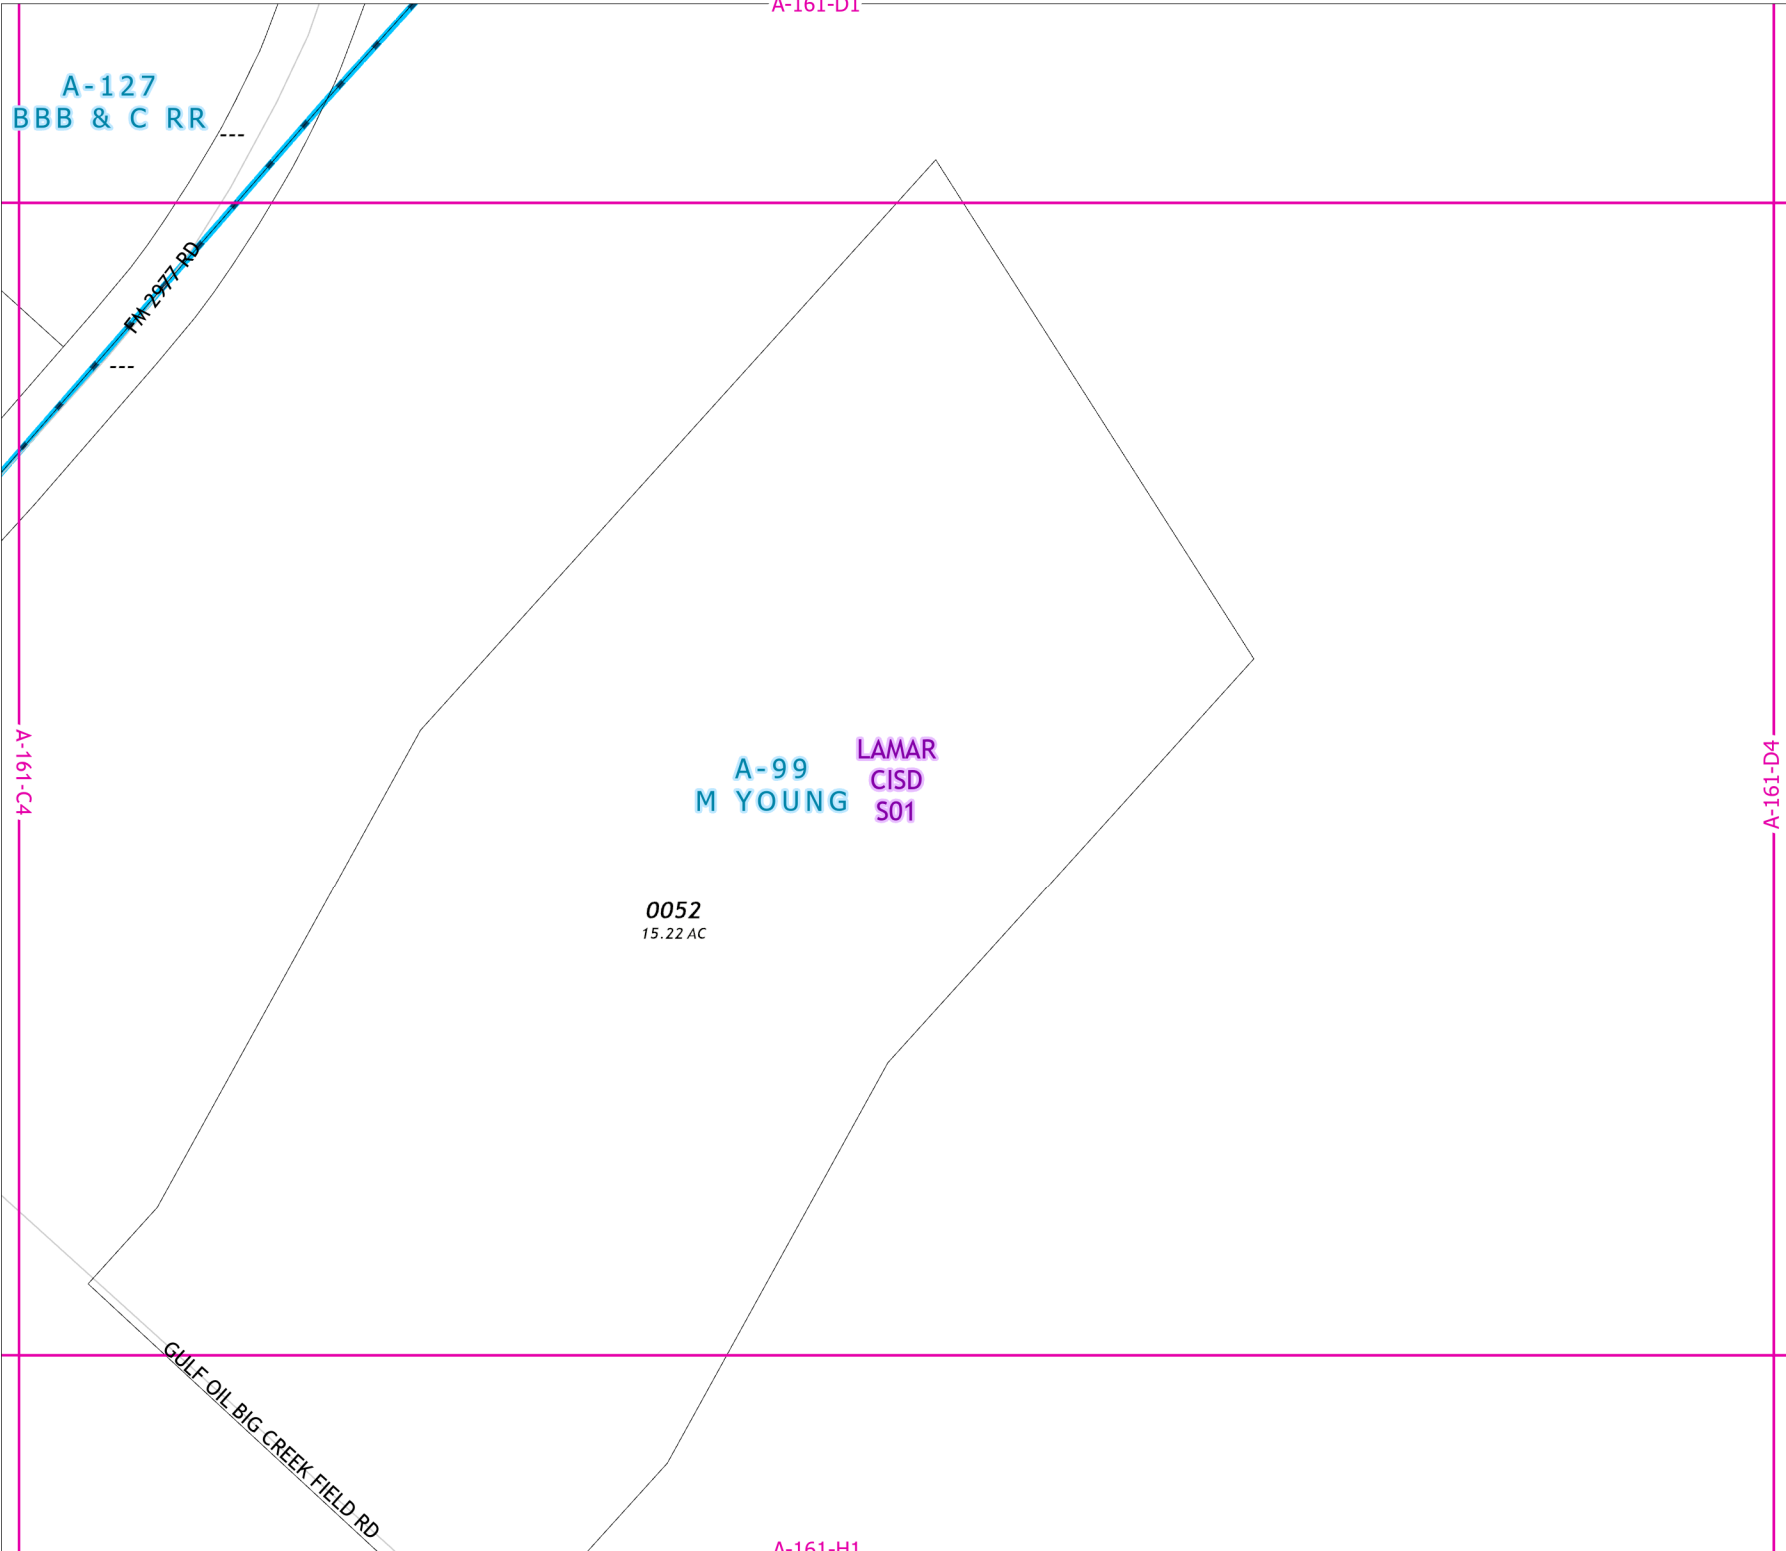 A-161-D1
A-127
BBB & C RR
---
FM 2977 RD
---
A-161-C4
A-99
M YOUNG
LAMAR
CISD
S01
A-161-D4
0052
15.22 AC
GULF OIL BIG CREEK FIELD RD
A-161-H1